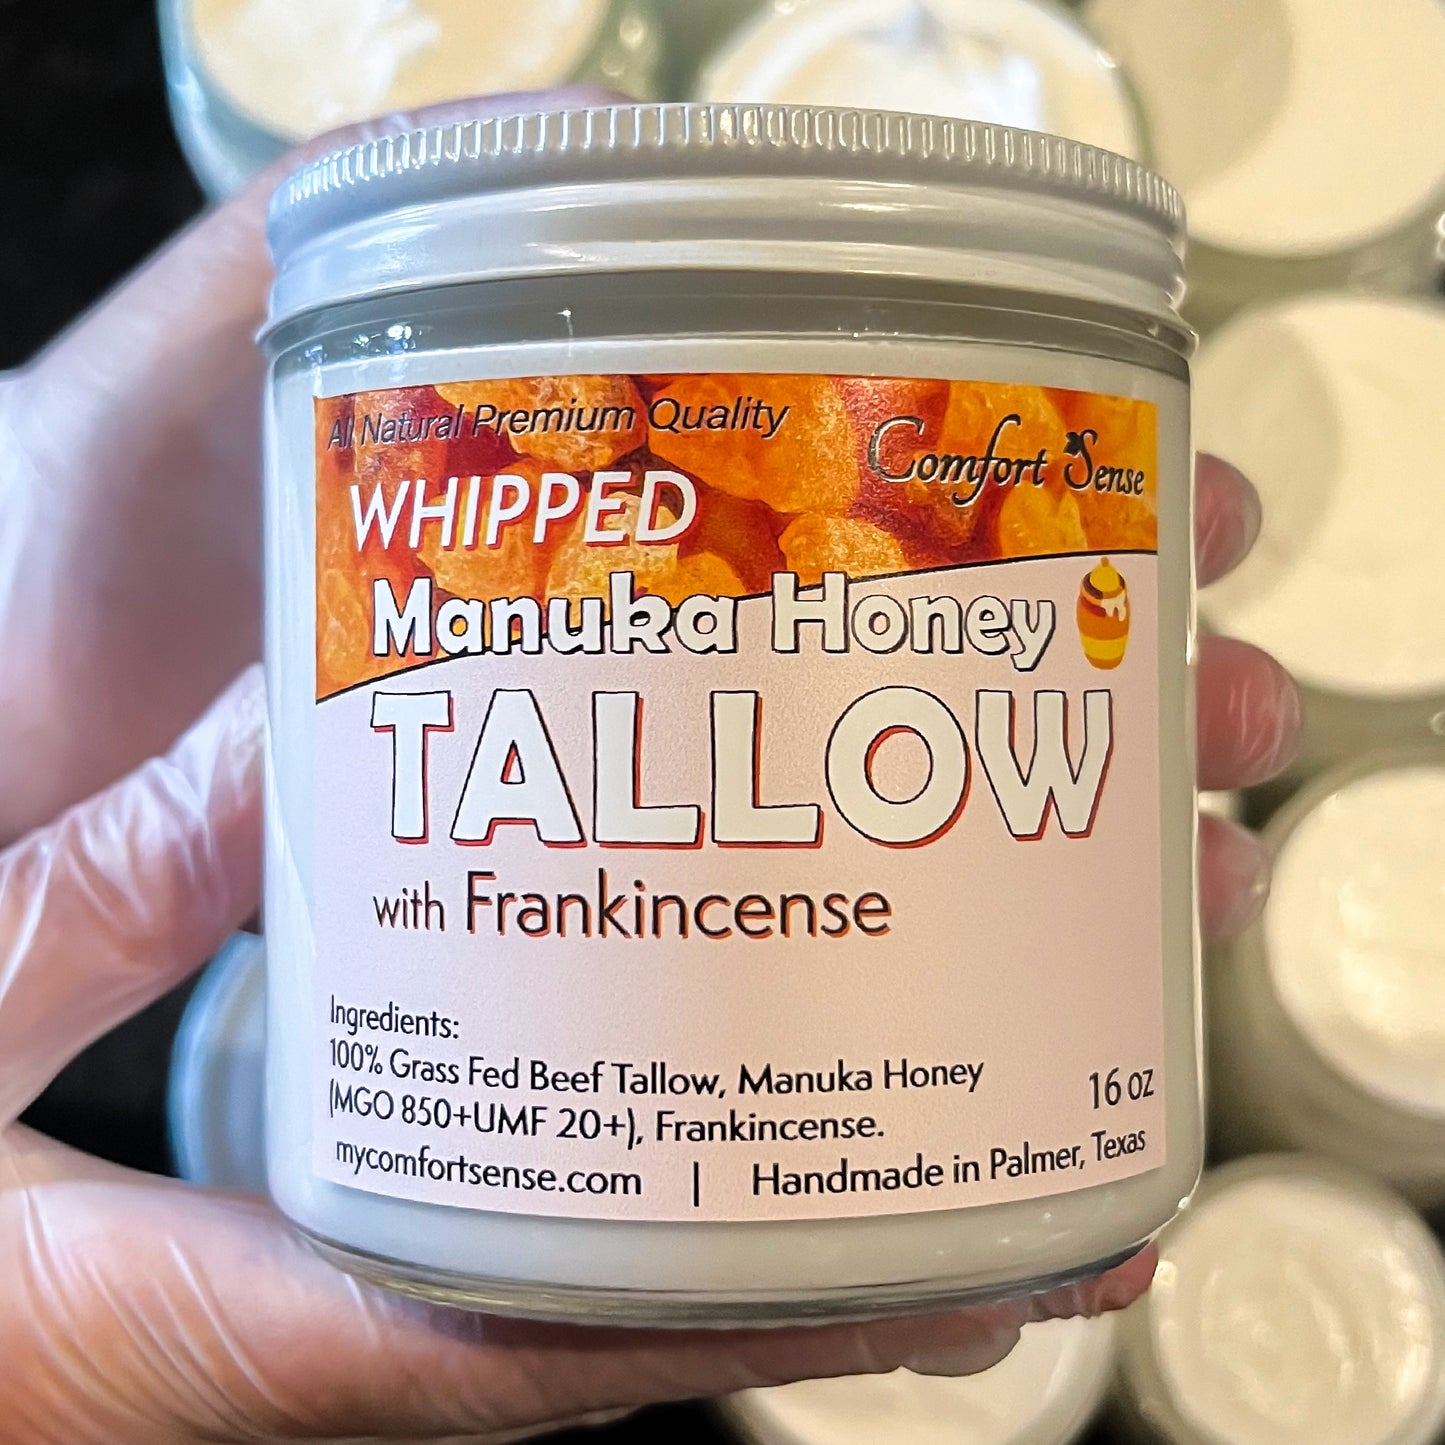 All Natural Premium Quality
Comfort Sense
WHIPPED
Manuka Honey
TALLOW
with Frankincense
Ingredients:
100% Grass Fed Beef Tallow, Manuka Honey
(MGO 850+UMF 20+), Frankincense.
16 oz
mycomfortsense.com | Handmade in Palmer, Texas